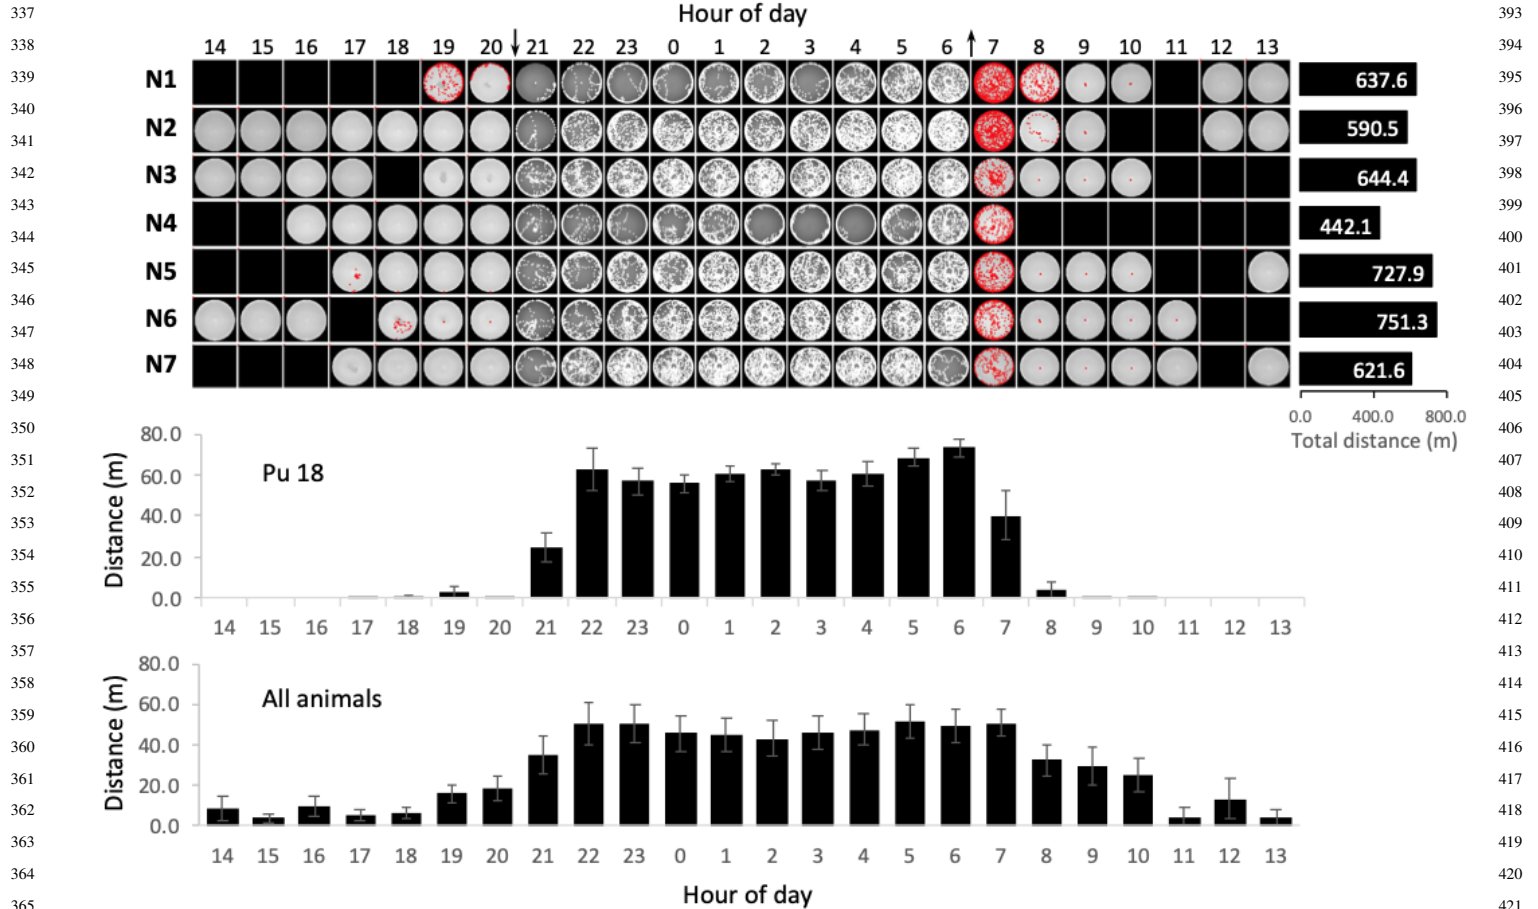 337 Hour of day 393
338 14 15 16 17 18 19 20 21 22 23 0 1 2 3 4 5 6 7 8 9 10 11 12 13 394
339 N1 637.6 395
340 396
341 N2 590.5 397
342 N3 644.4 398
343 399
344 N4 442.1 400
345 N5 727.9 401
346 402
347 N6 751.3 403
348 N7 621.6 404
349 405
0.0 400.0 800.0
350 80.0 406
Total distance (m)
351 Pu 18 407
352 60.0 408
353 40.0 409
354 20.0 410
Distance (m)
355 0.0 411
356 14 15 16 17 18 19 20 21 22 23 0 1 2 3 4 5 6 7 8 9 10 11 12 13 412
357 413
358 80.0 414
All animals
359 60.0 415
360 40.0 416
361 20.0 417
Distance (m)
362 0.0 418
363 14 15 16 17 18 19 20 21 22 23 0 1 2 3 4 5 6 7 8 9 10 11 12 13 419
364 420
365 Hour of day 421